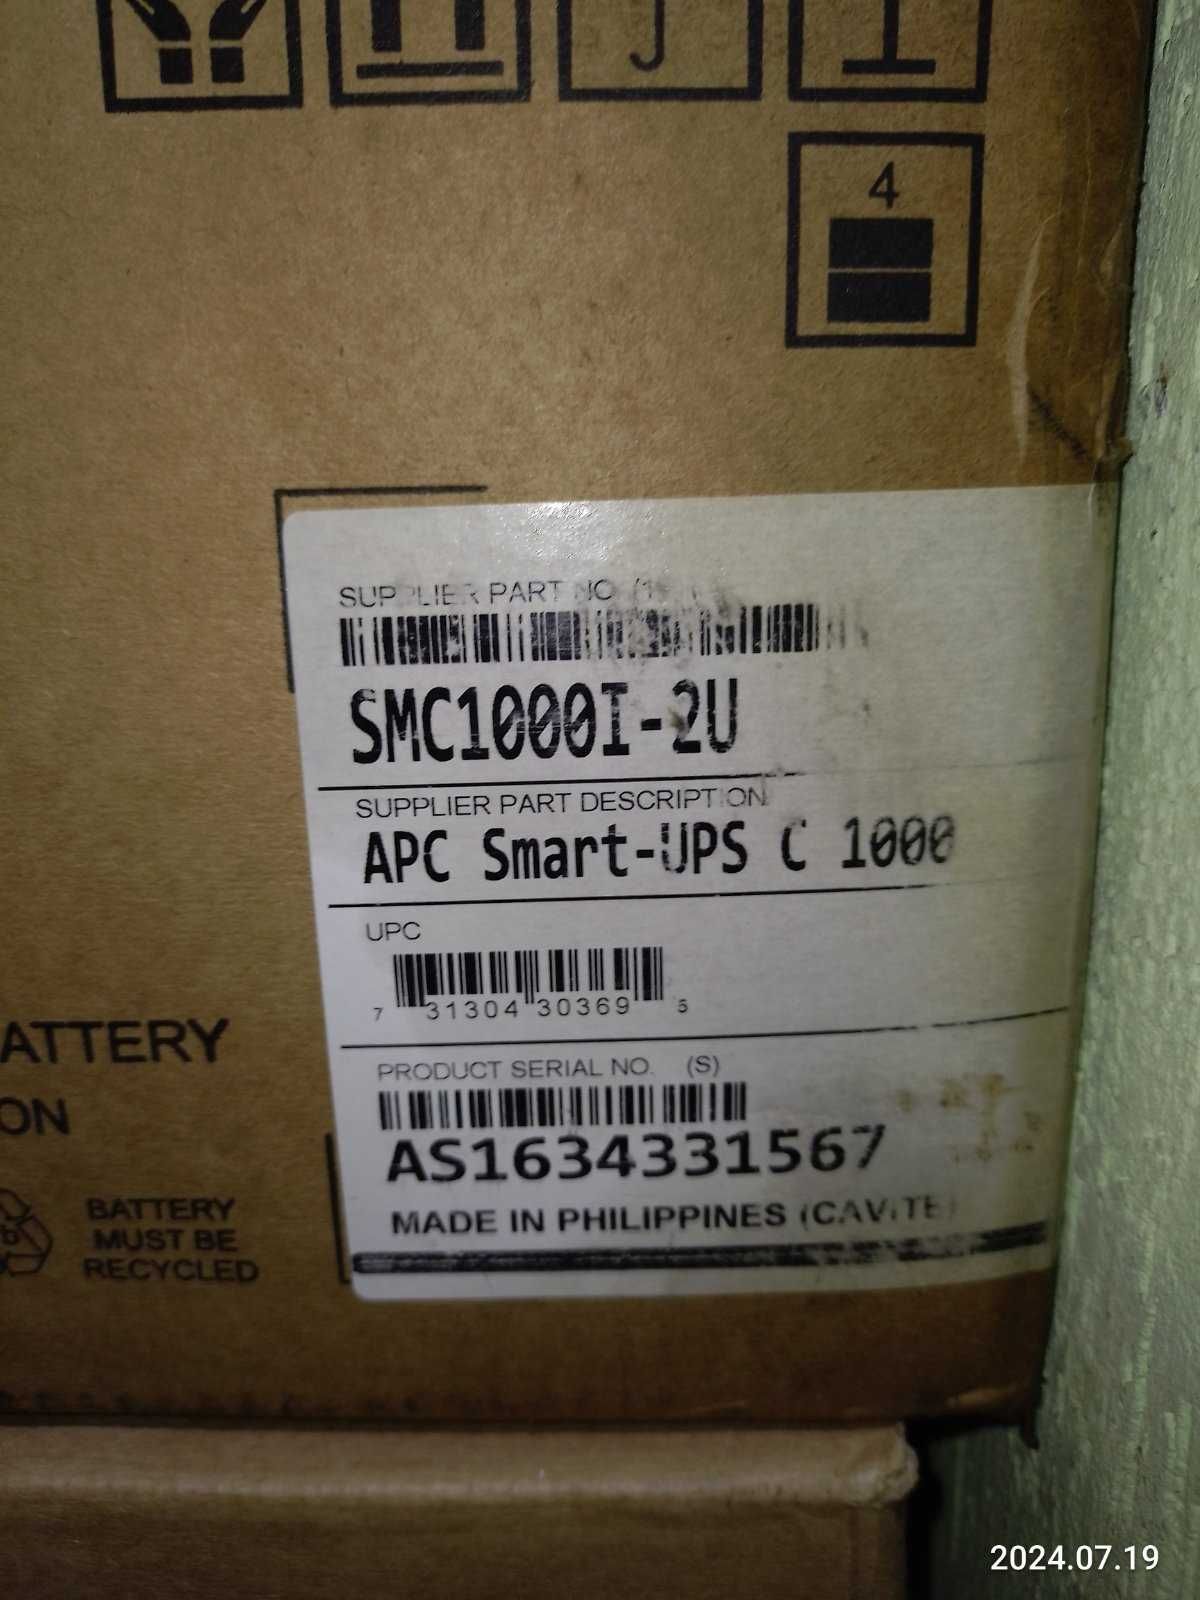 4
SUPPLIER PART NO
SMC1000I-2U
SUPPLIER PART DESCRIPTION
APC Smart-UPS C 1000
UPC
7 31304 30369 5
PRODUCT SERIAL NO. (S)
AS1634331567
MADE IN PHILIPPINES (CAVITE)
ATTERY
ON
BATTERY
MUST BE
RECYCLED
2024.07.19